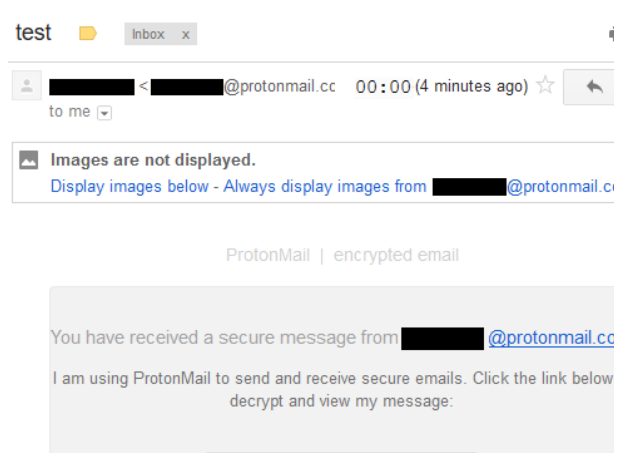 test Inbox x
<@protonmail.cc 00:00 (4 minutes ago)
to me
Images are not displayed.
Display images below - Always display images from @protonmail.c
ProtonMail | encrypted email
You have received a secure message from @protonmail.cc
I am using ProtonMail to send and receive secure emails. Click the link below
decrypt and view my message: